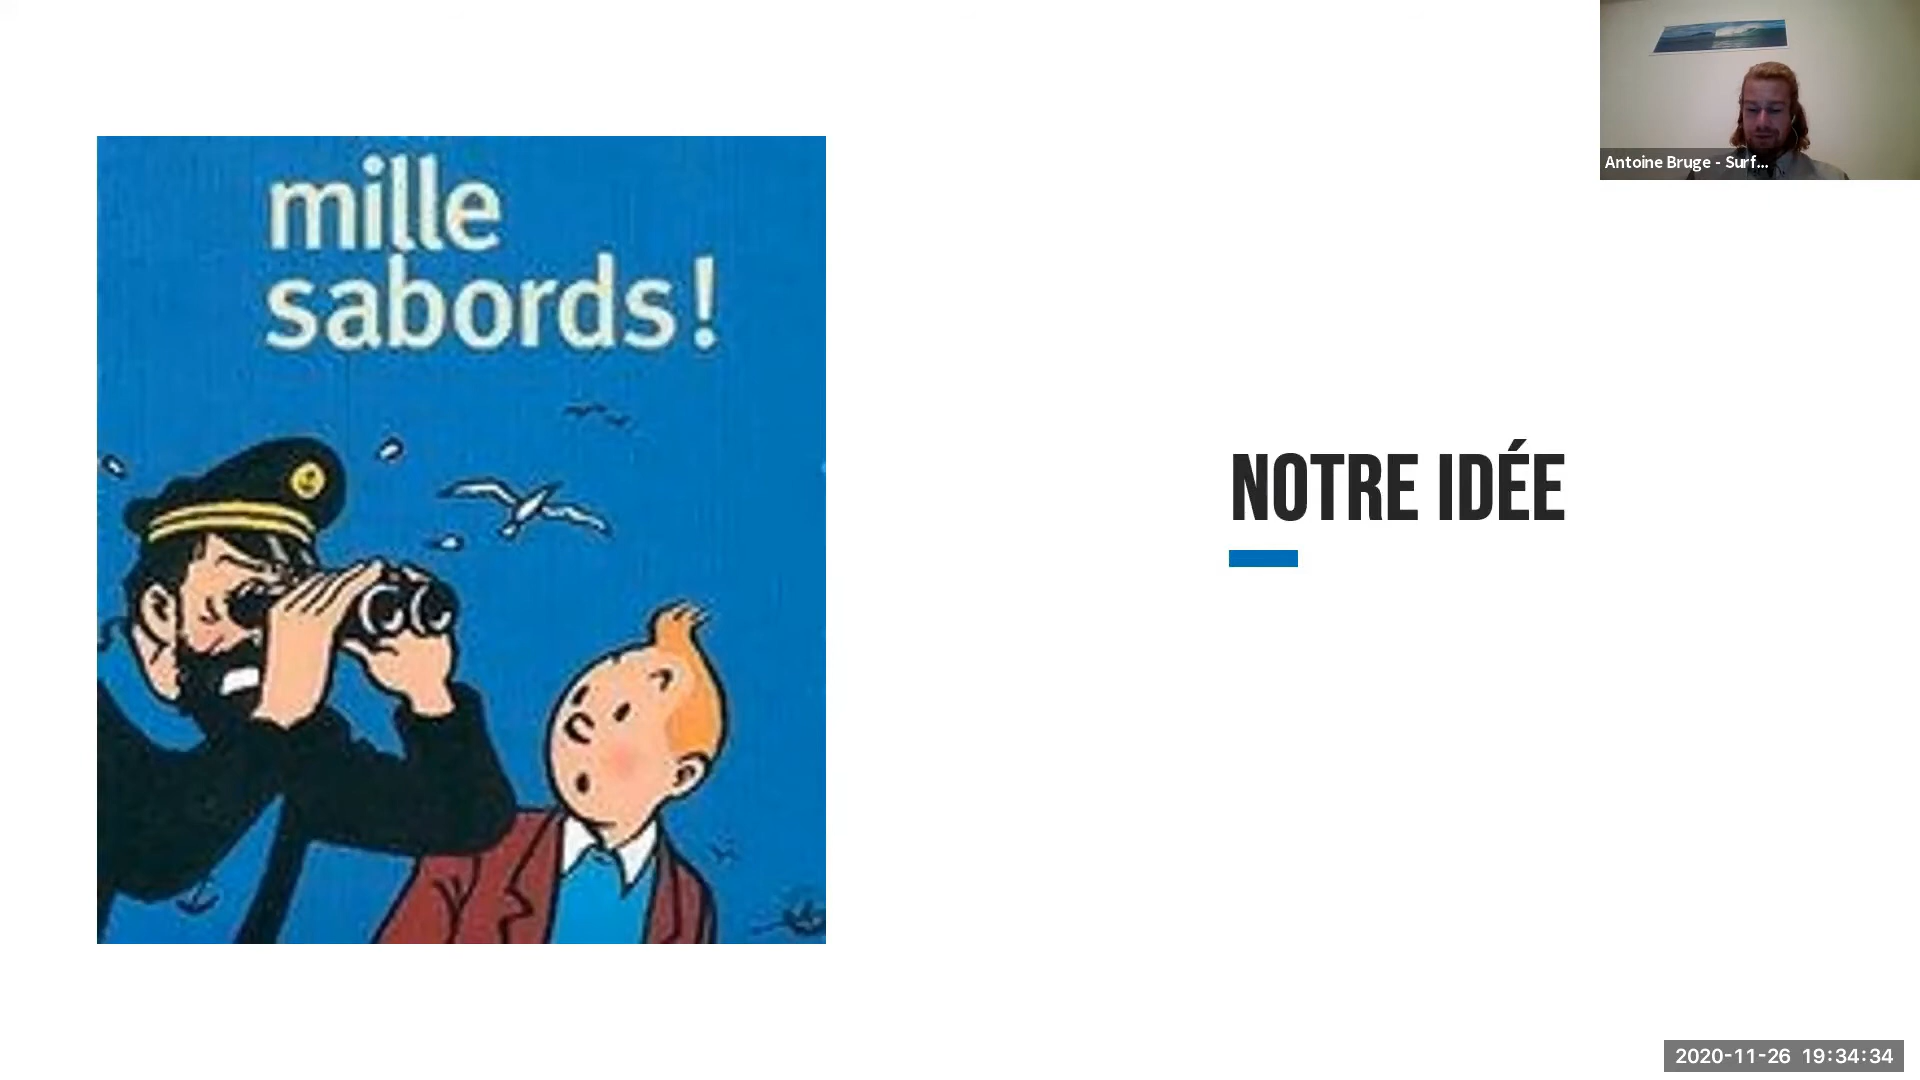 mille
sabords !
NOTRE IDÉE
Antoine Bruge - Surf...
2020-11-26 19:34:34